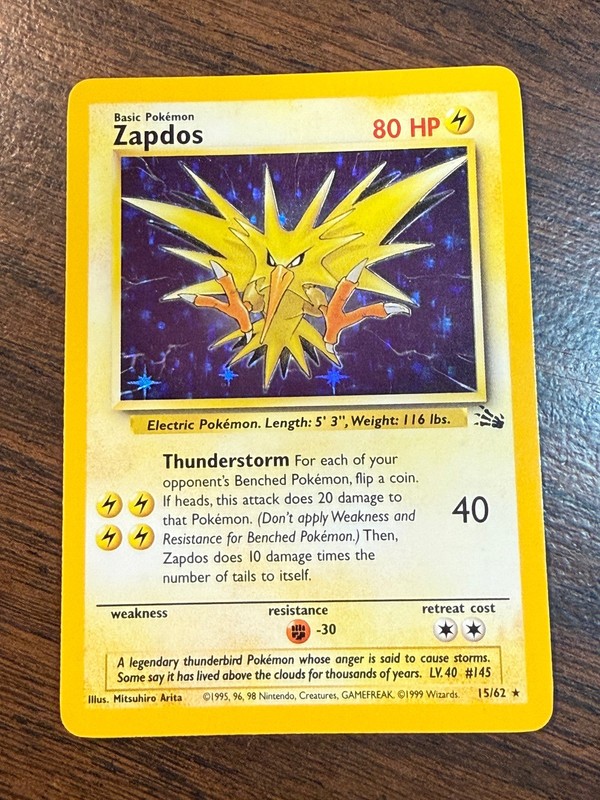 Basic Pokémon
Zapdos
80 HP
Electric Pokémon. Length: 5' 3", Weight: 116 lbs.
Thunderstorm For each of your
opponent's Benched Pokémon, flip a coin.
If heads, this attack does 20 damage to
that Pokémon. (Don't apply Weakness and
Resistance for Benched Pokémon.) Then,
Zapdos does 10 damage times the
number of tails to itself.
40
weakness
resistance
retreat cost
-30
A legendary thunderbird Pokémon whose anger is said to cause storms.
Some say it has lived above the clouds for thousands of years. LV. 40 #145
Illus. Mitsuhiro Arita ©1995, 96, 98 Nintendo, Creatures, GAMEFREAK. ©1999 Wizards. 15/62 ★